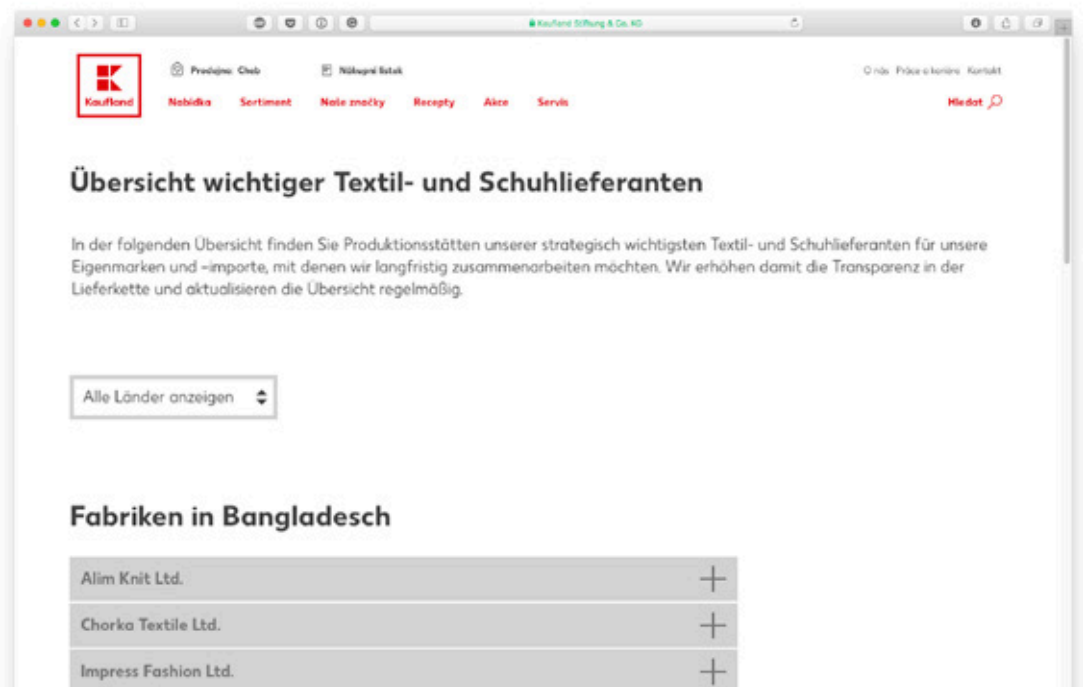 Kaufland Stiftung & Co. KG
Prodejna: Cheb
Nákupní lístek
O nás Práce a kariéra Kontakt
Kaufland
Nabídka Sortiment Naše značky Recepty Akce Servis
Hledat
Übersicht wichtiger Textil- und Schuhlieferanten
In der folgenden Übersicht finden Sie Produktionsstätten unserer strategisch wichtigsten Textil- und Schuhlieferanten für unsere
Eigenmarken und –importe, mit denen wir langfristig zusammenarbeiten möchten. Wir erhöhen damit die Transparenz in der
Lieferkette und aktualisieren die Übersicht regelmäßig.
Alle Länder anzeigen
Fabriken in Bangladesch
Alim Knit Ltd.
Chorka Textile Ltd.
Impress Fashion Ltd.